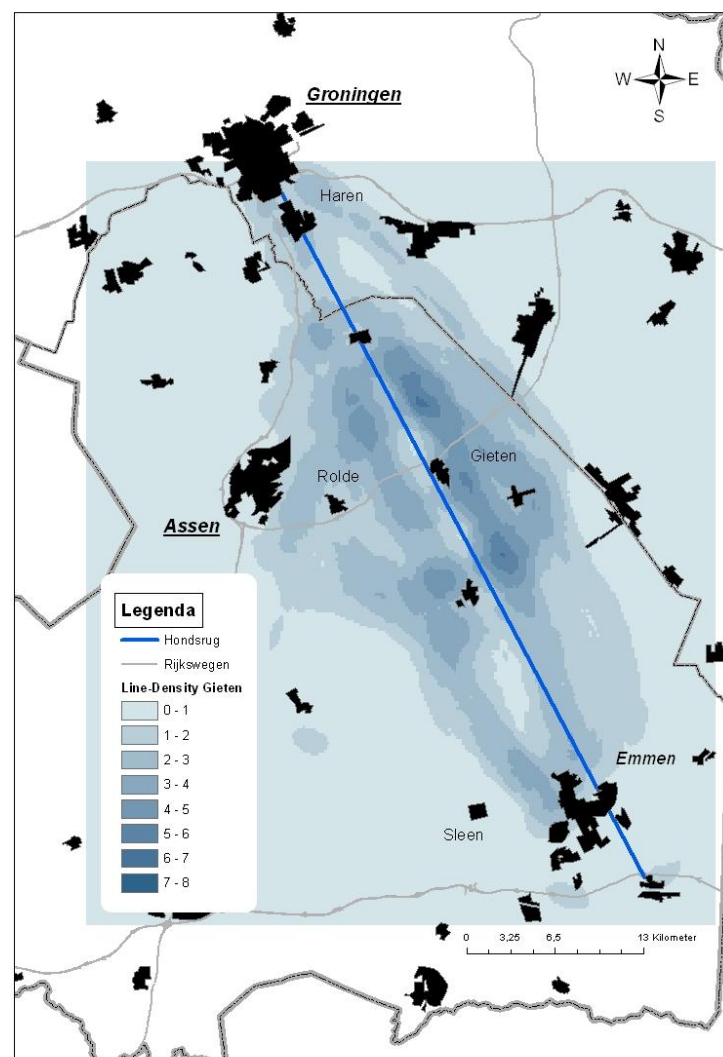 N
W E
S
Groningen
Haren
Gieten
Rolde
Assen
Legenda
Hondsrug
Rijkswegen
Line-Density Gieten
0 - 1
1 - 2
2 - 3
3 - 4
4 - 5
5 - 6
6 - 7
7 - 8
Emmen
Sleen
0 3,25 6,5 13 Kilometer